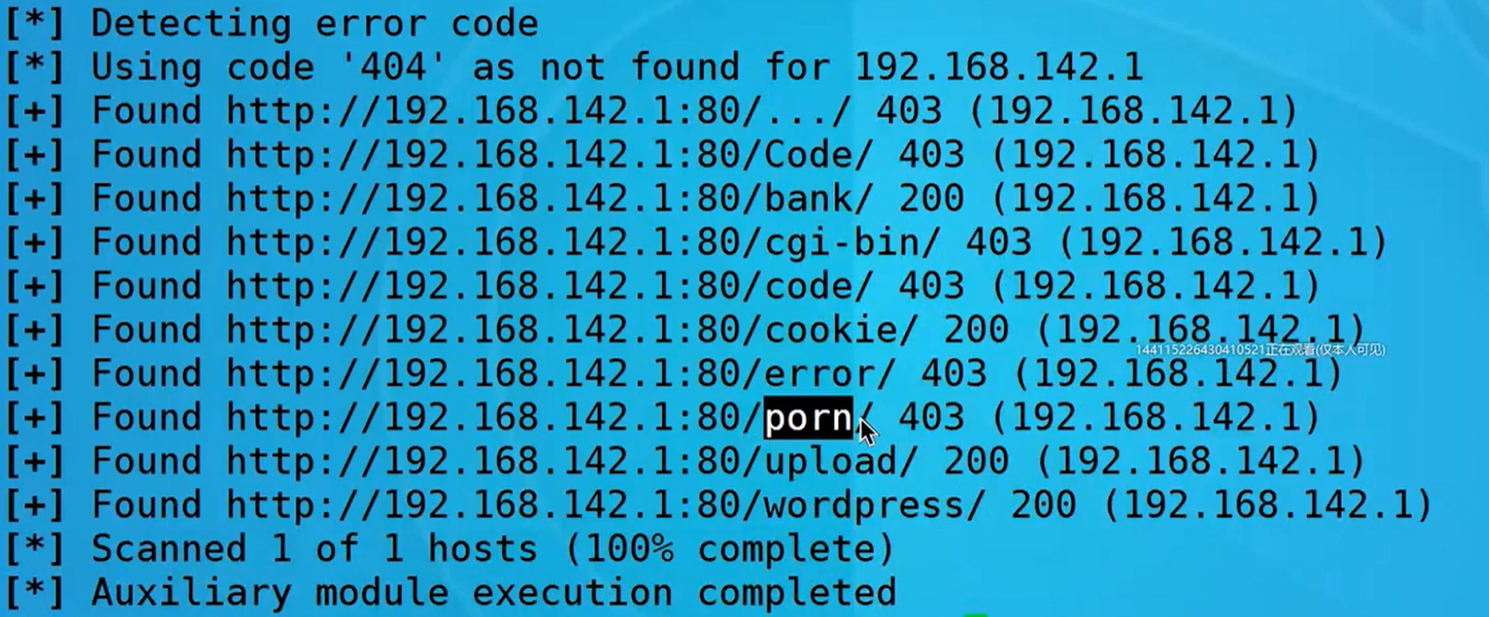 [*] Detecting error code
[*] Using code '404' as not found for 192.168.142.1
[+] Found http://192.168.142.1:80/.../ 403 (192.168.142.1)
[+] Found http://192.168.142.1:80/Code/ 403 (192.168.142.1)
[+] Found http://192.168.142.1:80/bank/ 200 (192.168.142.1)
[+] Found http://192.168.142.1:80/cgi-bin/ 403 (192.168.142.1)
[+] Found http://192.168.142.1:80/code/ 403 (192.168.142.1)
[+] Found http://192.168.142.1:80/cookie/ 200 (192.168.142.1)
144115226430410521正在观看(仅本人可见)
[+] Found http://192.168.142.1:80/error/ 403 (192.168.142.1)
[+] Found http://192.168.142.1:80/porn/ 403 (192.168.142.1)
[+] Found http://192.168.142.1:80/upload/ 200 (192.168.142.1)
[+] Found http://192.168.142.1:80/wordpress/ 200 (192.168.142.1)
[*] Scanned 1 of 1 hosts (100% complete)
[*] Auxiliary module execution completed